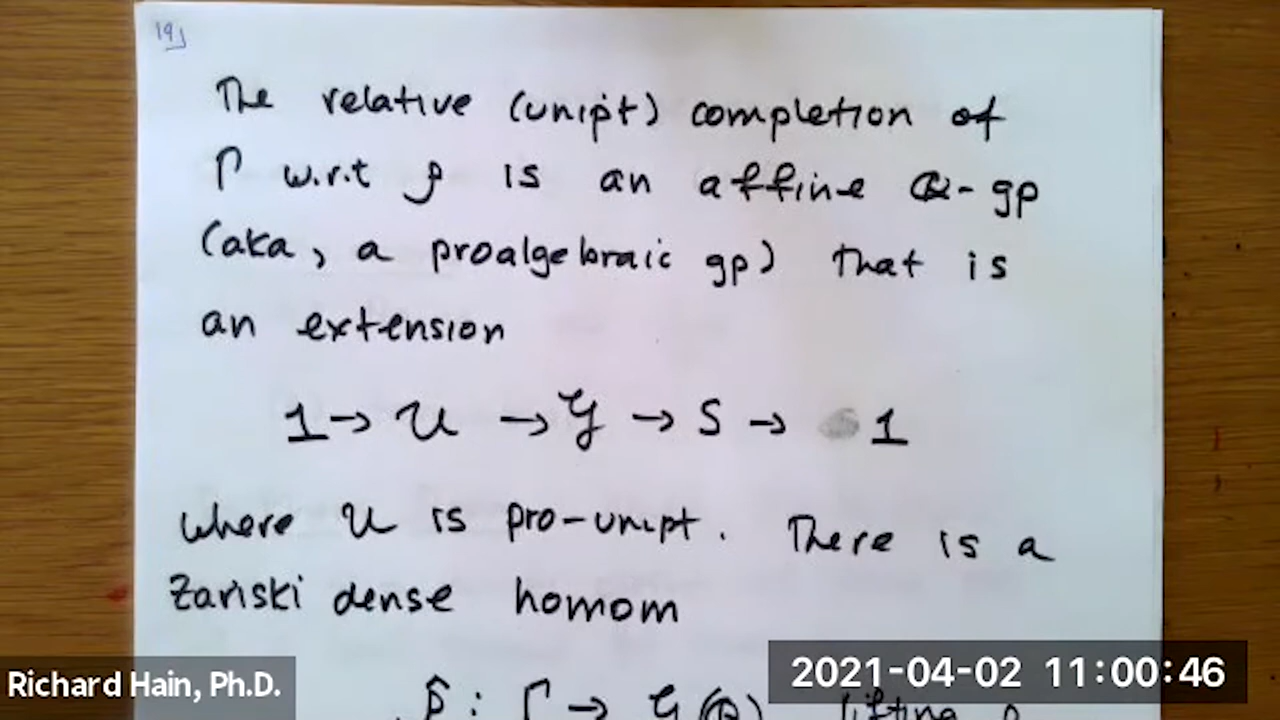 19
The relative (unipt) completion of
Γ w.r.t ρ is an affine Q-gp
(aka, a proalgebraic gp) that is
an extension
1 → U → G → S → 1
where U is pro-unipt. There is a
Zariski dense homom
ρ̂ : Γ → G(Q) lifting ρ
Richard Hain, Ph.D.
2021-04-02 11:00:46